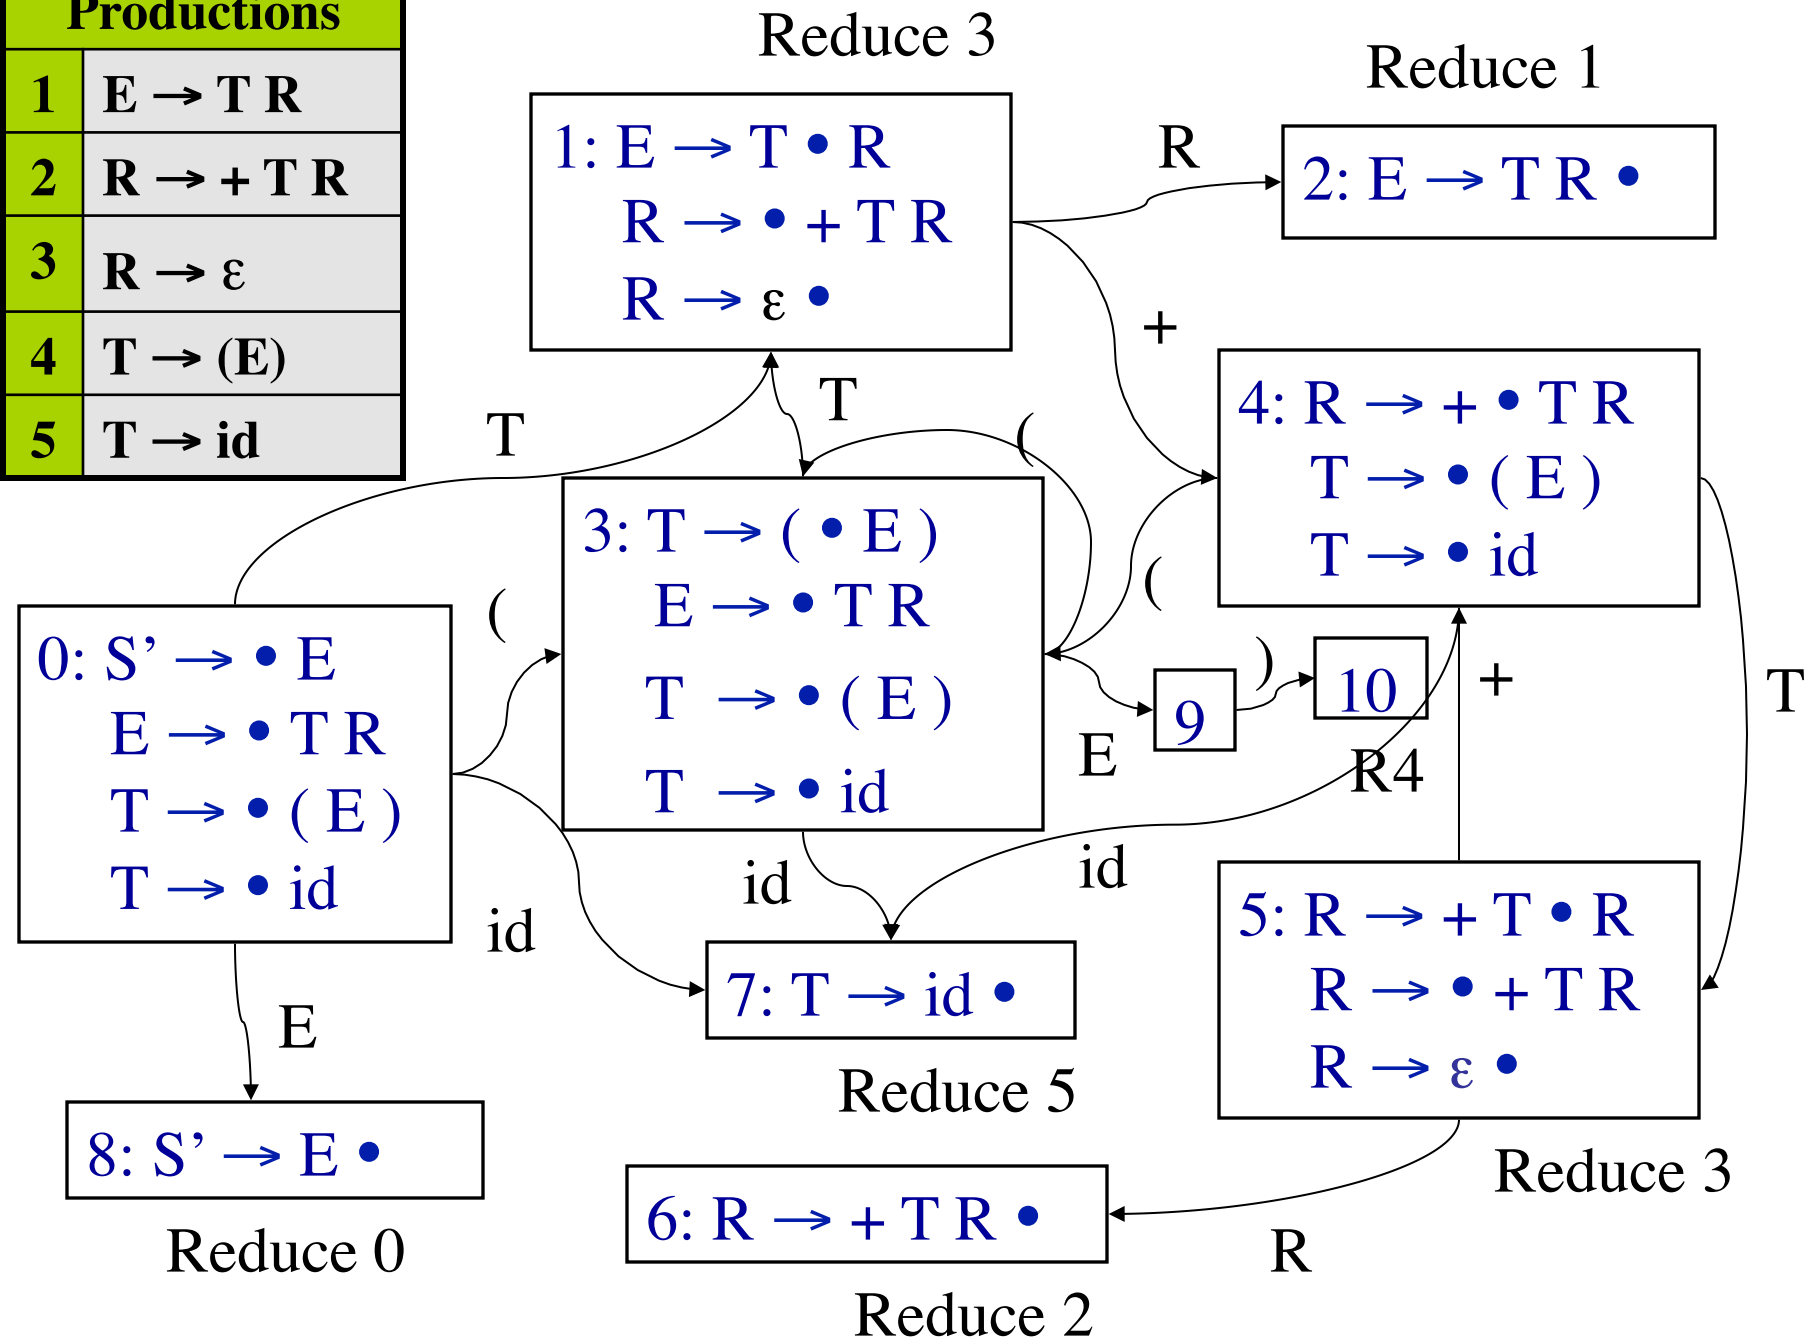 Productions
1 E → T R
2 R → + T R
3 R → ε
4 T → (E)
5 T → id
Reduce 3
1: E → T • R
R → • + T R
R → ε •
Reduce 1
2: E → T R •
R
+
T
T
(
4: R → + • T R
T → • ( E )
T → • id
3: T → ( • E )
E → • T R
T → • ( E )
T → • id
(
(
0: S’ → • E
E → • T R
T → • ( E )
T → • id
9
)
10
E
R4
+
T
id
id
id
7: T → id •
Reduce 5
5: R → + T • R
R → • + T R
R → ε •
Reduce 3
E
8: S’ → E •
Reduce 0
6: R → + T R •
Reduce 2
R